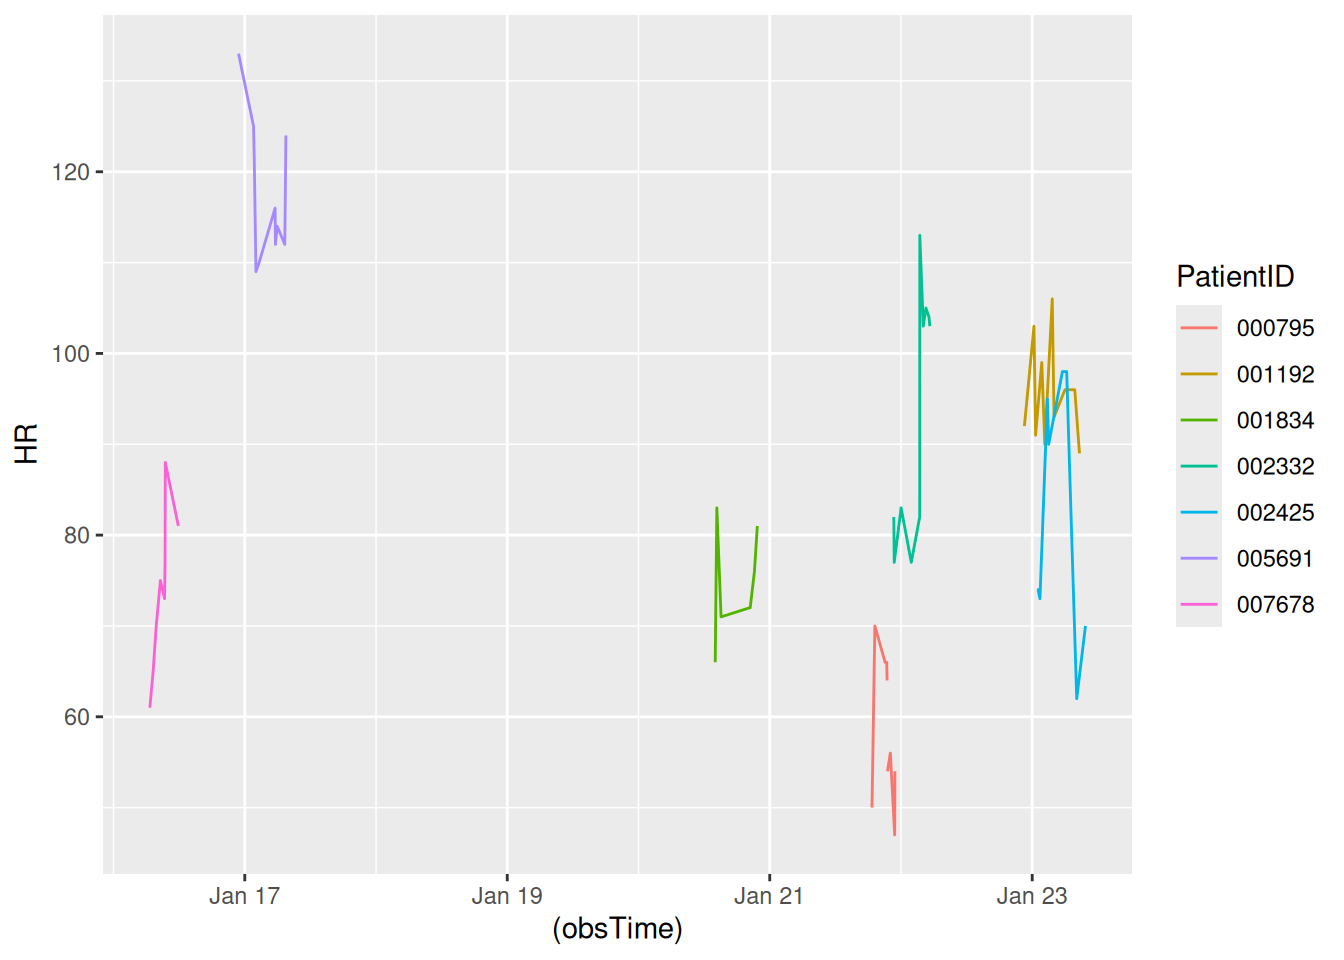 120
100
80
60
HR
Jan 17
Jan 19
Jan 21
Jan 23
(obsTime)
PatientID
000795
001192
001834
002332
002425
005691
007678